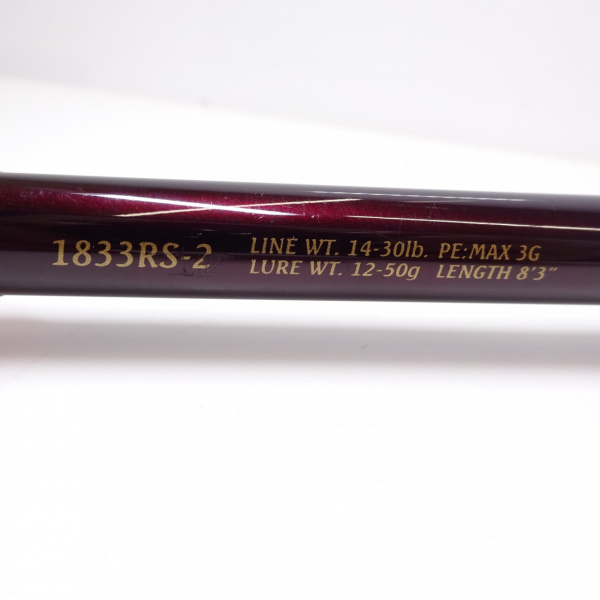 1833RS-2
LINE WT. 14-30lb. PE:MAX 3G
LURE WT. 12-50g LENGTH 8'3"